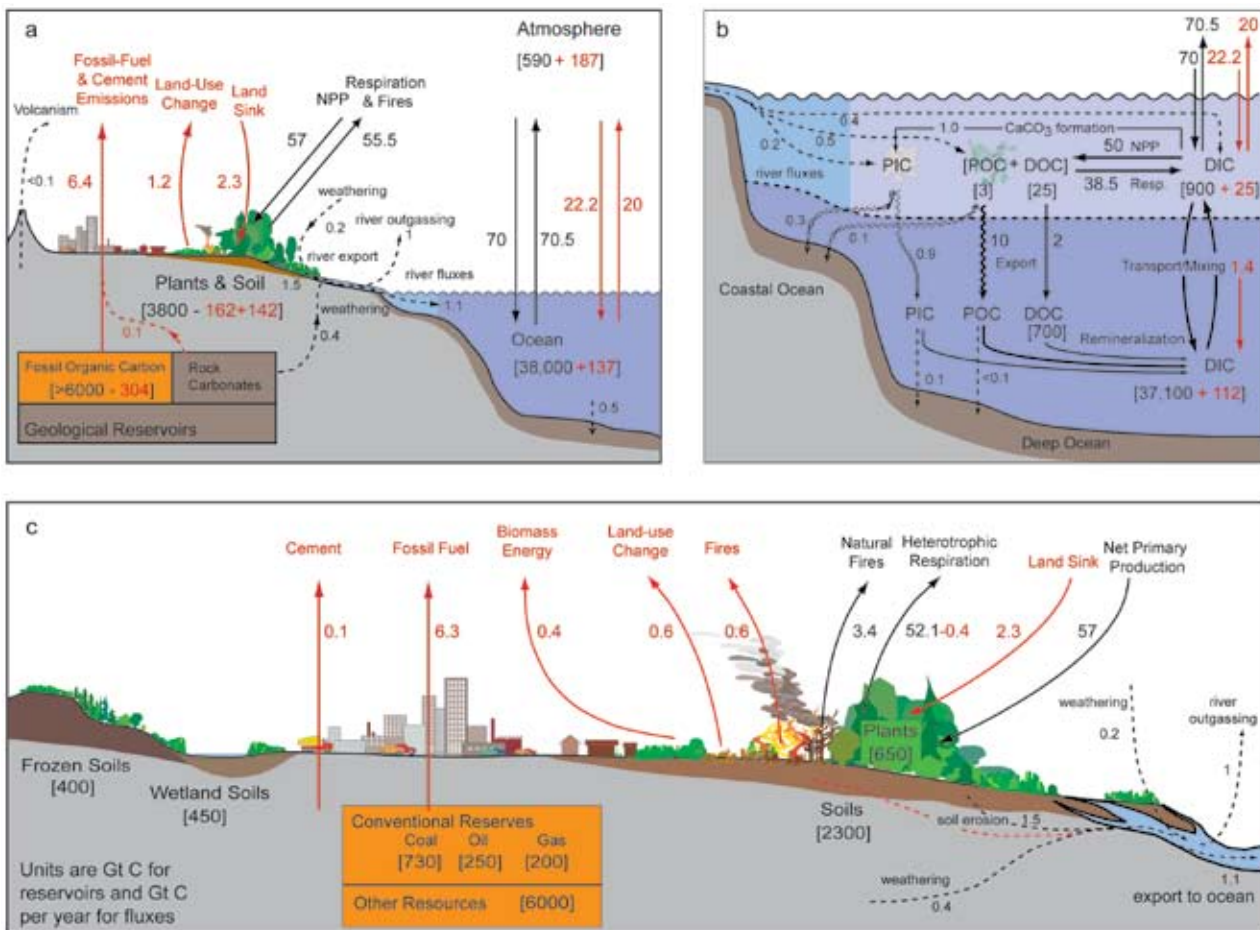 a
Atmosphere
[590 + 187]
Fossil-Fuel
& Cement
Emissions
Land-Use
Change
Land
Sink
NPP
Respiration
& Fires
Volcanism
<0.1
6.4
1.2
2.3
57
55.5
weathering
0.2
river outgassing
1
river export
1.5
river fluxes
1.1
70
70.5
22.2
20
Plants & Soil
[3800 - 162+142]
weathering
0.4
0.1
Fossil Organic Carbon
[>6000 - 304]
Rock
Carbonates
Geological Reservoirs
Ocean
[38,000 +137]
0.5
b
70.5
20
70
22.2
0.4
0.5
0.2
1.0
CaCO3 formation
river fluxes
PIC
[POC + DOC]
[3]
[25]
50 NPP
38.5 Resp.
DIC
[900 + 25]
0.3
0.1
0.9
10
Export
2
Transport/Mixing
1.4
Coastal Ocean
PIC
POC
DOC
[700]
Remineralization
DIC
[37,100 + 112]
0.1
<0.1
Deep Ocean
c
Cement
Fossil Fuel
Biomass
Energy
Land-use
Change
Fires
Natural
Fires
Heterotrophic
Respiration
Land Sink
Net Primary
Production
0.1
6.3
0.4
0.6
0.6
3.4
52.1-0.4
2.3
57
weathering
0.2
river
outgassing
1
Plants
[650]
Frozen Soils
[400]
Wetland Soils
[450]
Soils
[2300]
soil erosion
1.5
weathering
0.4
1.1
export to ocean
Conventional Reserves
Coal Oil Gas
[730] [250] [200]
Other Resources [6000]
Units are Gt C for
reservoirs and Gt C
per year for fluxes